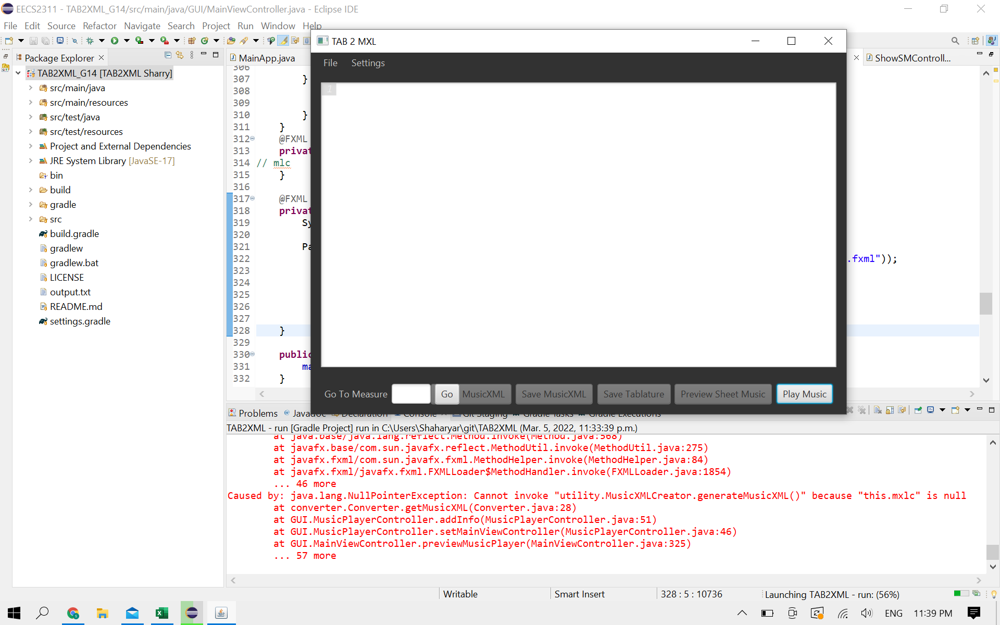 EECS2311 - TAB2XML_G14/src/main/java/GUI/MainViewController.java - Eclipse IDE
File Edit Source Refactor Navigate Search Project Run Window Help
Package Explorer
TAB2XML_G14 [TAB2XML Sharry]
src/main/java
src/main/resources
src/test/java
src/test/resources
Project and External Dependencies
JRE System Library [JavaSE-17]
bin
build
gradle
src
build.gradle
gradlew
gradlew.bat
LICENSE
output.txt
README.md
settings.gradle
MainApp.java
ShowSMControll...
306
307 }
308
309
310 }
311 }
312 @FXML
313 privat
314 // mlc
315 }
316
317 @FXML
318 privat
319 Sy
320
321 Pa
322 .fxml"));
323
324
325
326
327
328 }
329
330 public
331 ma
332 }
TAB 2 MXL
File Settings
1
Go To Measure Go MusicXML Save MusicXML Save Tablature Preview Sheet Music Play Music
Problems Javadoc Declaration Console Git Staging Gradle Tasks Gradle Executions
TAB2XML - run [Gradle Project] run in C:\Users\Shaharyar\git\TAB2XML (Mar. 5, 2022, 11:33:39 p.m.)
at java.base/java.lang.reflect.Method.invoke(Method.java:568)
at javafx.base/com.sun.javafx.reflect.MethodUtil.invoke(MethodUtil.java:275)
at javafx.fxml/com.sun.javafx.fxml.MethodHelper.invoke(MethodHelper.java:84)
at javafx.fxml/javafx.fxml.FXMLLoader$MethodHandler.invoke(FXMLLoader.java:1854)
... 46 more
Caused by: java.lang.NullPointerException: Cannot invoke "utility.MusicXMLCreator.generateMusicXML()" because "this.mxlc" is null
at converter.Converter.getMusicXML(Converter.java:28)
at GUI.MusicPlayerController.addInfo(MusicPlayerController.java:51)
at GUI.MusicPlayerController.setMainViewController(MusicPlayerController.java:46)
at GUI.MainViewController.previewMusicPlayer(MainViewController.java:325)
... 57 more
Writable Smart Insert 328 : 5 : 10736 Launching TAB2XML - run: (56%)
ENG 11:39 PM